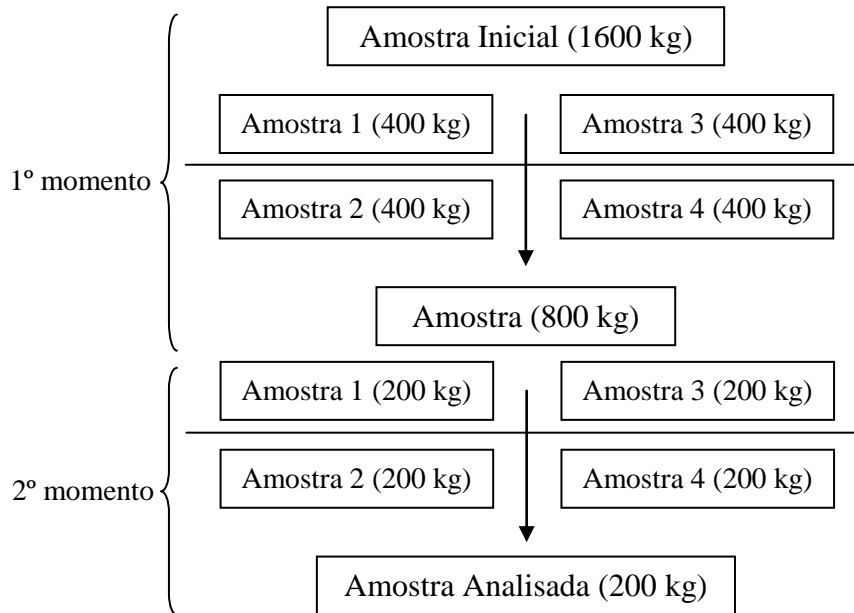 Amostra Inicial (1600 kg)
Amostra 1 (400 kg)
Amostra 3 (400 kg)
1º momento
Amostra 2 (400 kg)
Amostra 4 (400 kg)
Amostra (800 kg)
Amostra 1 (200 kg)
Amostra 3 (200 kg)
2º momento
Amostra 2 (200 kg)
Amostra 4 (200 kg)
Amostra Analisada (200 kg)